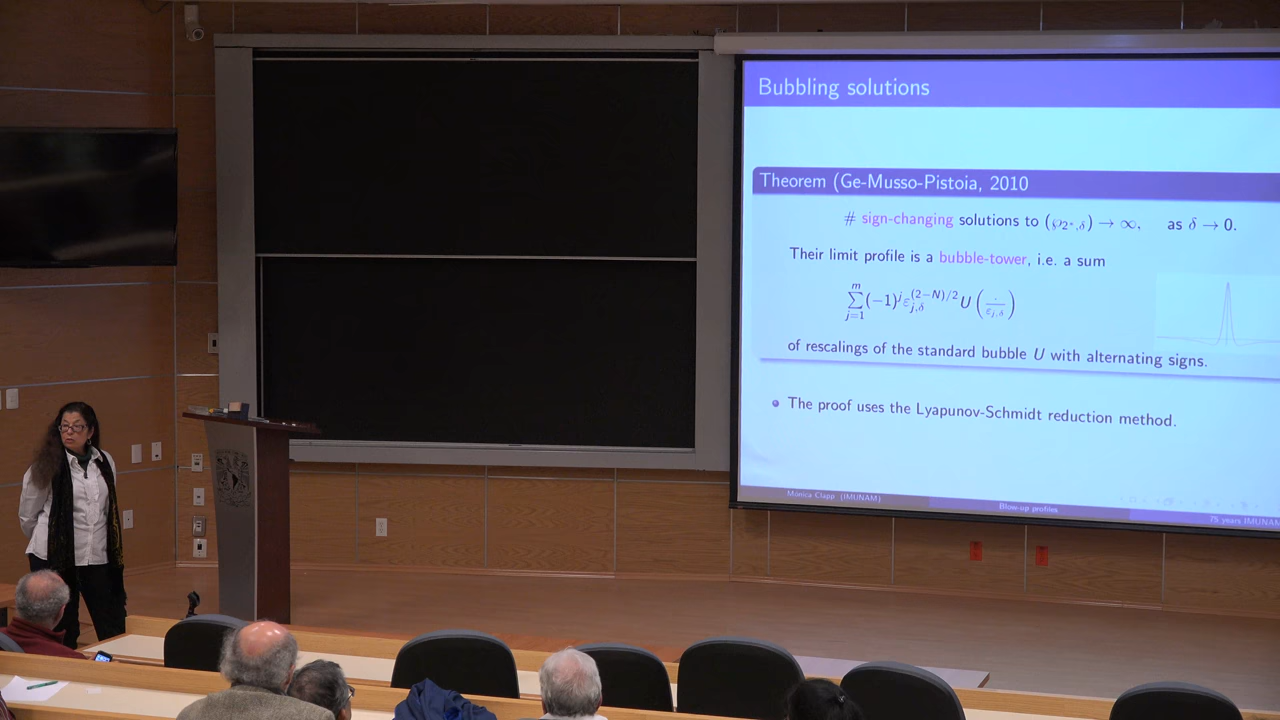 Bubbling solutions
Theorem (Ge-Musso-Pistoia, 2010
# sign-changing solutions to (℘_{2*,δ}) → ∞, as δ → 0.
Their limit profile is a bubble-tower, i.e. a sum
\sum_{j=1}^{m} (-1)^j ε_{j,δ}^{(2-N)/2} U ( \frac{·}{ε_{j,δ}} )
of rescalings of the standard bubble U with alternating signs.
The proof uses the Lyapunov-Schmidt reduction method.
Mónica Clapp (IMUNAM) Blow-up profiles 75 years IMUNAM